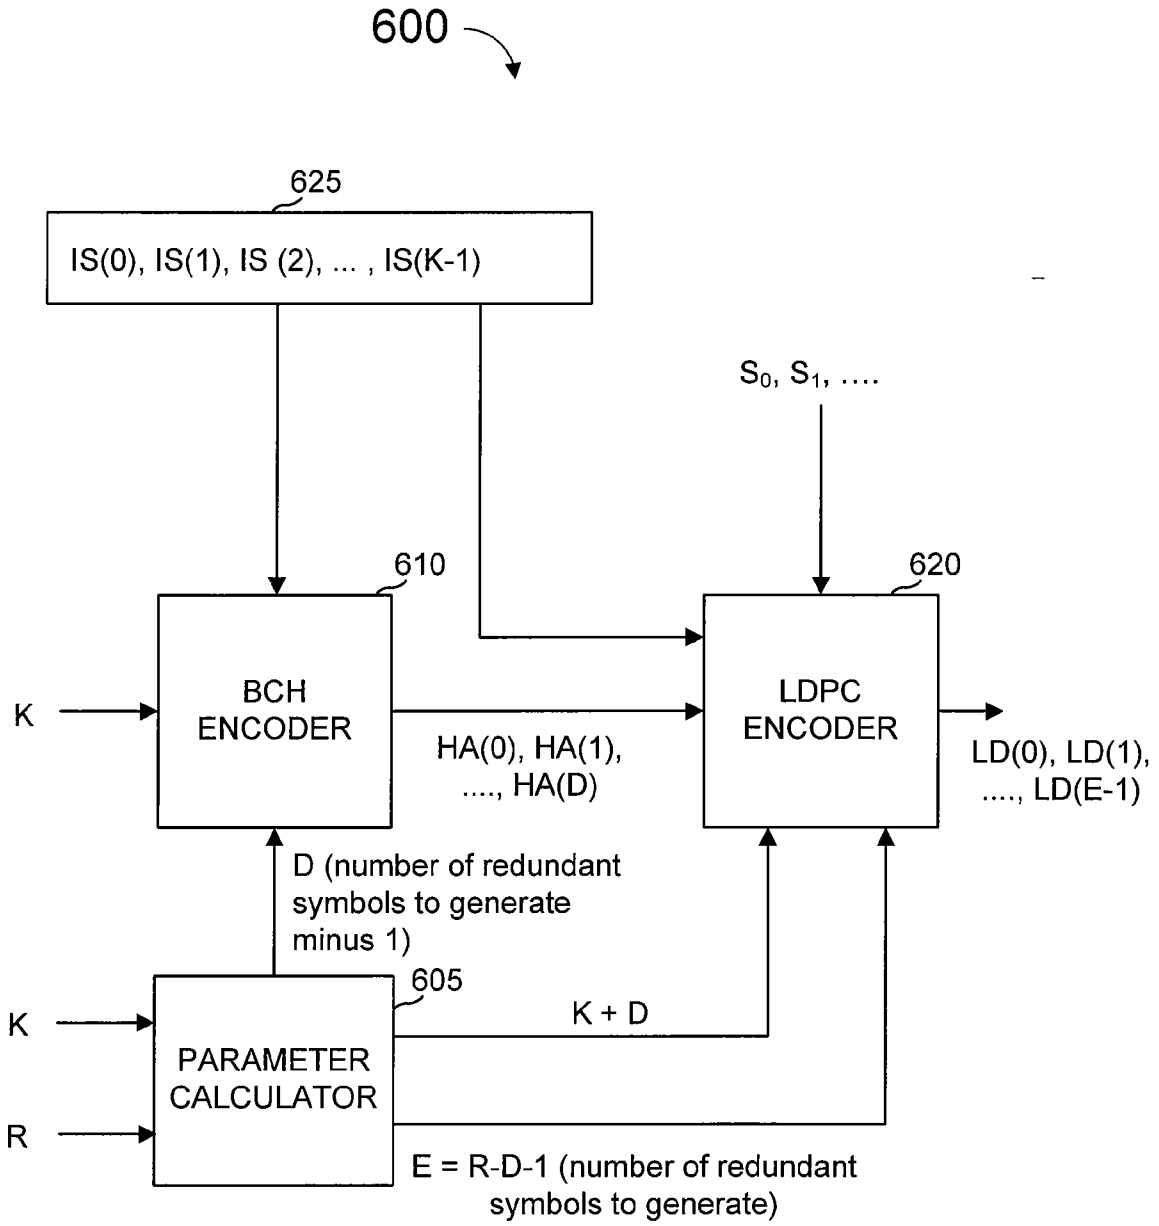 600
625
IS(0), IS(1), IS (2), ... , IS(K-1)
S₀, S₁, ....
610
620
BCH
ENCODER
LDPC
ENCODER
K
HA(0), HA(1),
...., HA(D)
LD(0), LD(1),
...., LD(E-1)
D (number of redundant
symbols to generate
minus 1)
605
K
K + D
PARAMETER
CALCULATOR
R
E = R-D-1 (number of redundant
symbols to generate)